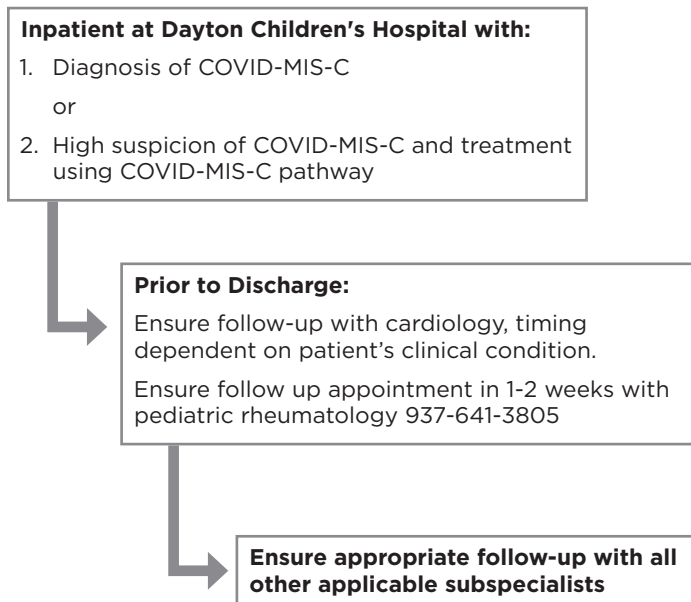 Inpatient at Dayton Children's Hospital with:
1. Diagnosis of COVID-MIS-C
or
2. High suspicion of COVID-MIS-C and treatment
using COVID-MIS-C pathway
Prior to Discharge:
Ensure follow-up with cardiology, timing
dependent on patient’s clinical condition.
Ensure follow up appointment in 1-2 weeks with
pediatric rheumatology 937-641-3805
Ensure appropriate follow-up with all
other applicable subspecialists